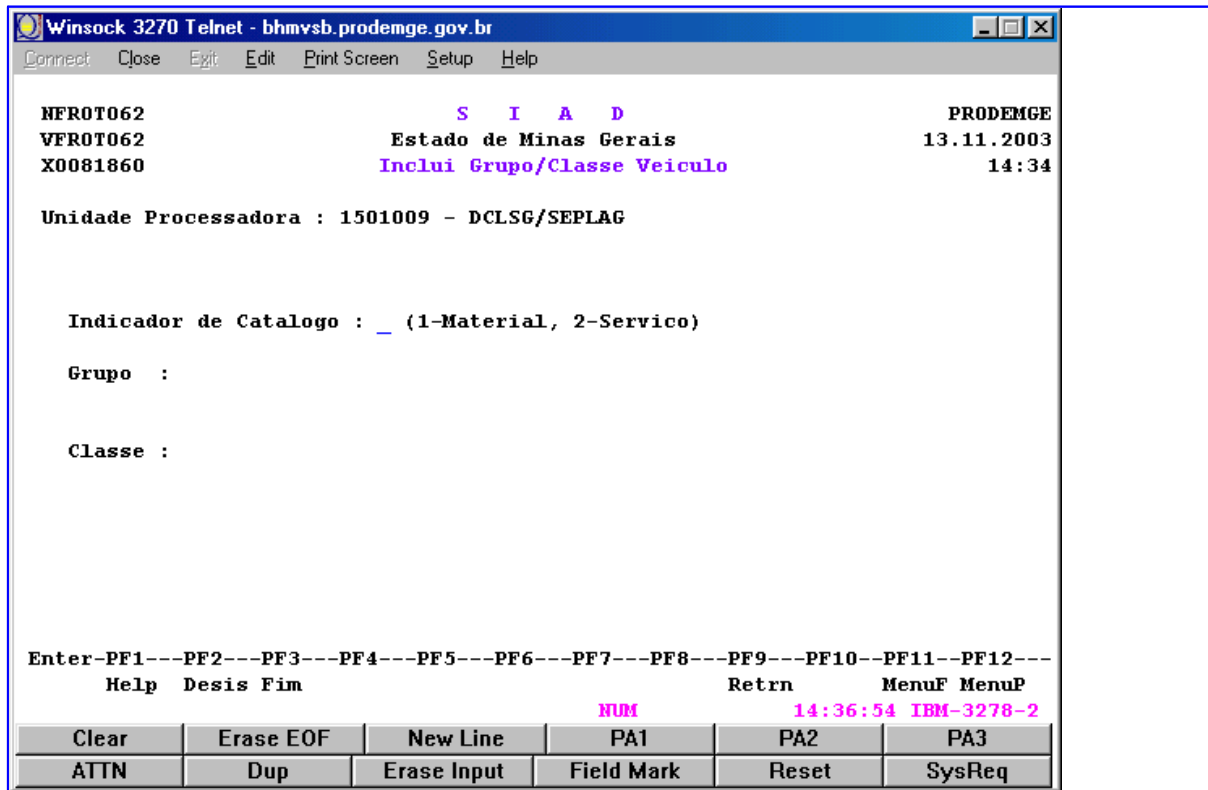 Winsock 3270 Telnet - bhmvsb.prodemge.gov.br
Connect Close Exit Edit Print Screen Setup Help
NFROT062 S I A D PRODEMGE
VFROT062 Estado de Minas Gerais 13.11.2003
X0081860 Inclui Grupo/Classe Veiculo 14:34
Unidade Processadora : 1501009 - DCLSG/SEPLAG
Indicador de Catalogo : _ (1-Material, 2-Servico)
Grupo :
Classe :
Enter-PF1---PF2---PF3---PF4---PF5---PF6---PF7---PF8---PF9---PF10--PF11--PF12---
Help Desis Fim Retrn MenuF MenuP
NUM 14:36:54 IBM-3278-2
Clear Erase EOF New Line PA1 PA2 PA3
ATTN Dup Erase Input Field Mark Reset SysReq